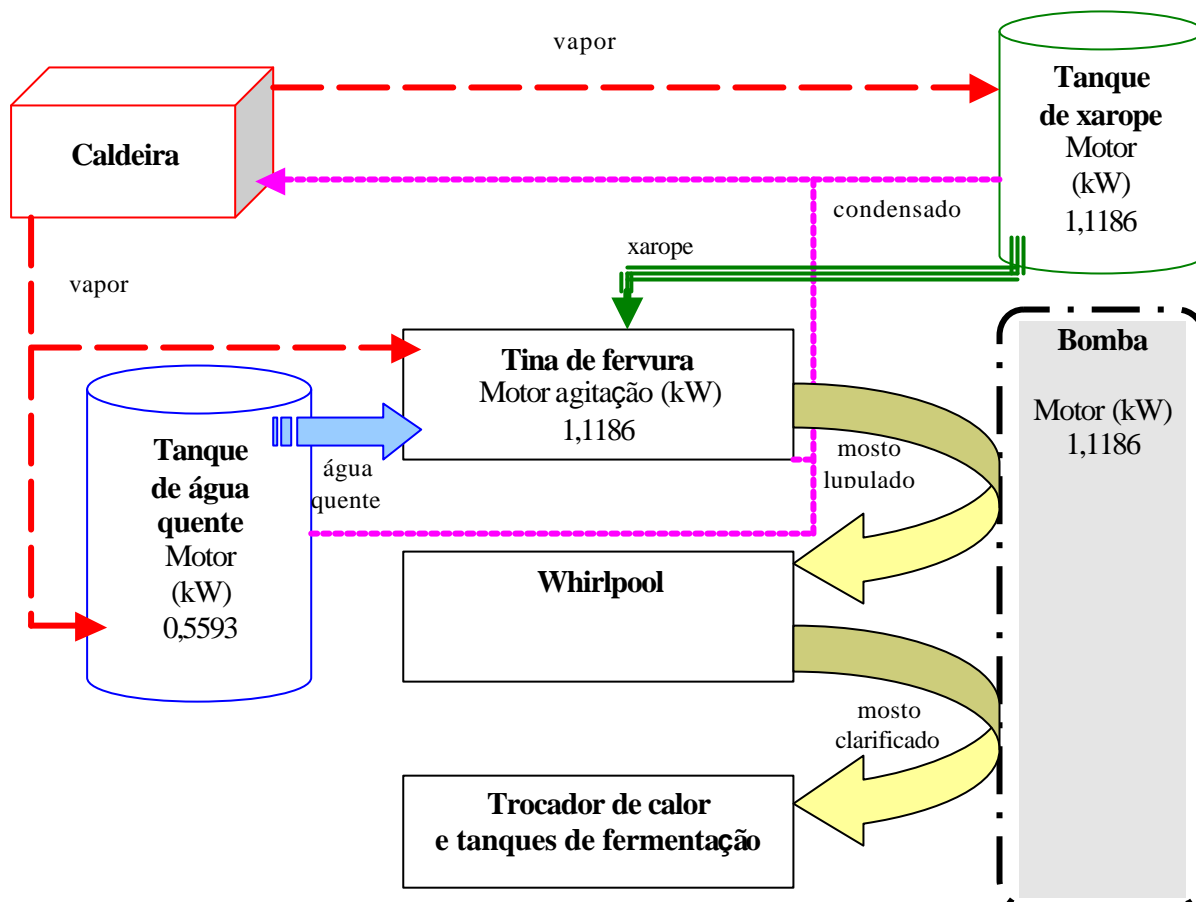 vapor
Tanque
de xarope
Motor
(kW)
1,1186
Caldeira
condensado
xarope
vapor
Tina de fervura
Motor agitação (kW)
1,1186
Bomba
Motor (kW)
1,1186
Tanque
de água
quente
Motor
(kW)
0,5593
água
quente
mosto
lupulado
Whirlpool
mosto
clarificado
Trocador de calor
e tanques de fermentação